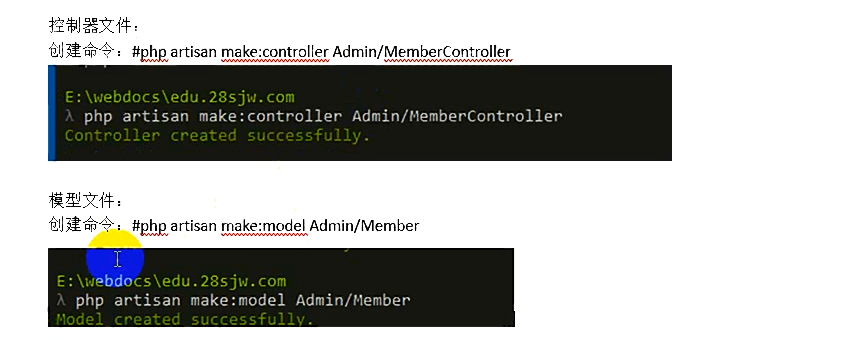 控制器文件：
创建命令：#php artisan make:controller Admin/MemberController
E:\webdocs\edu.28sjw.com
λ php artisan make:controller Admin/MemberController
Controller created successfully.
模型文件：
创建命令：#php artisan make:model Admin/Member
E:\webdocs\edu.28sjw.com
λ php artisan make:model Admin/Member
Model created successfully.